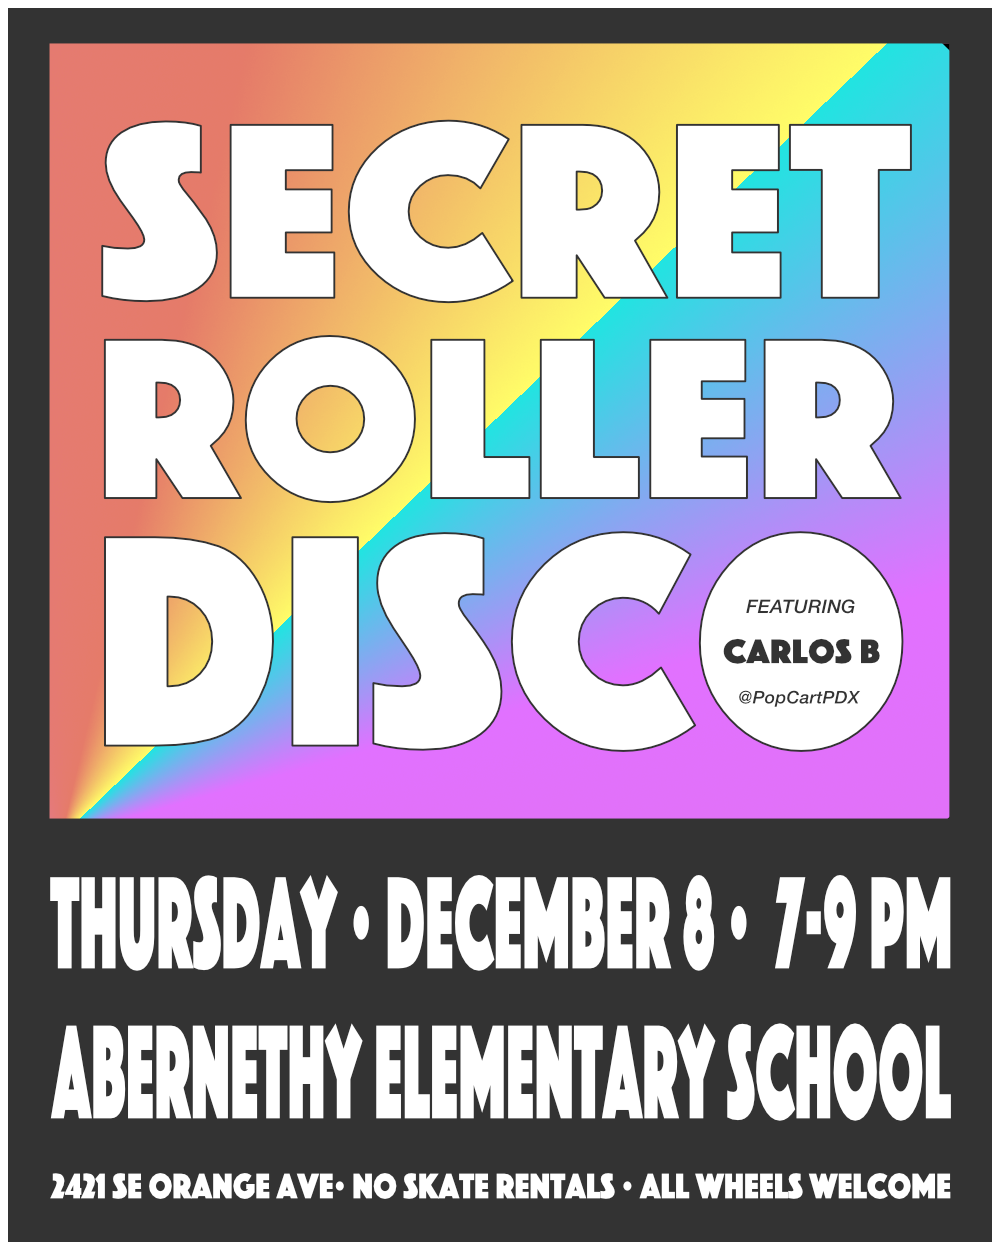 SECRET
ROLLER
DISCO
FEATURING
CARLOS B
@PopCartPDX
THURSDAY • DECEMBER 8 • 7-9 PM
ABERNETHY ELEMENTARY SCHOOL
2421 SE ORANGE AVE• NO SKATE RENTALS • ALL WHEELS WELCOME